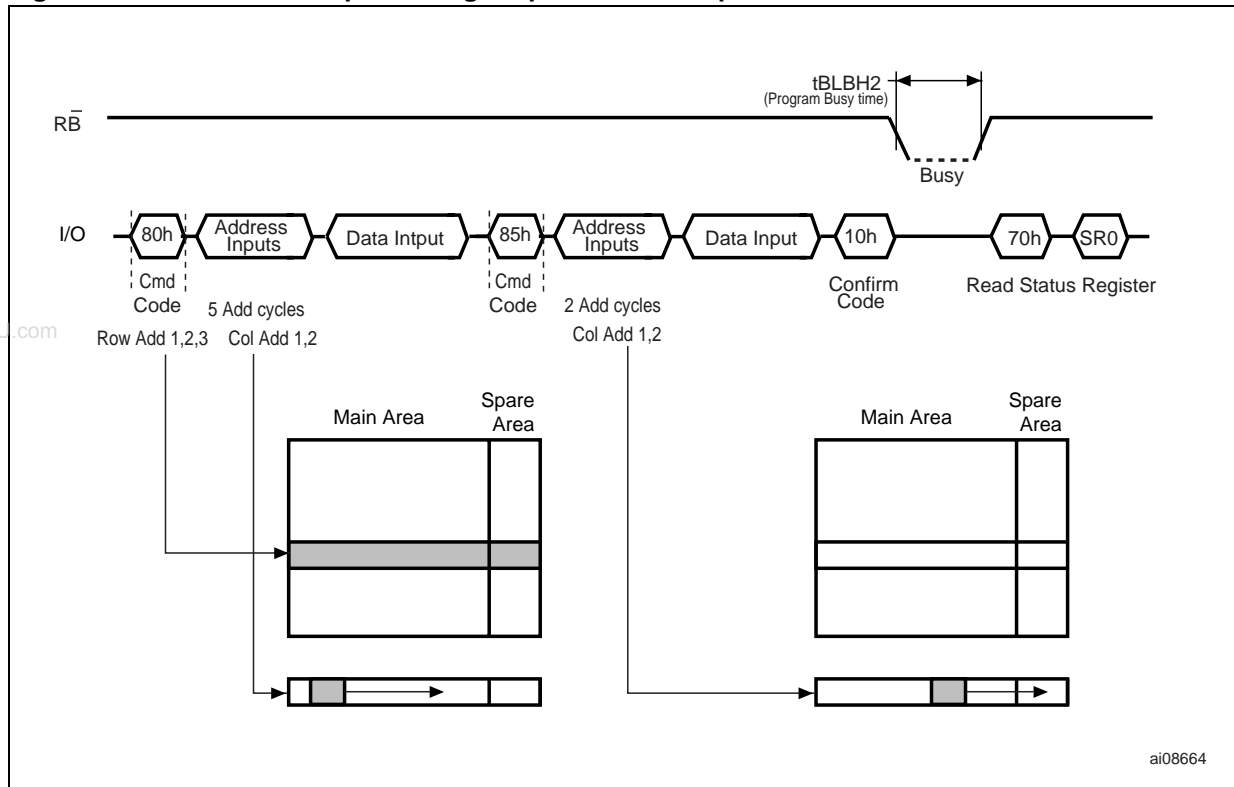 tBLBH2
(Program Busy time)
RB̅
Busy
I/O
80h
Address
Inputs
Data Intput
85h
Address
Inputs
Data Input
10h
70h
SR0
Cmd
Code
Cmd
Code
Confirm
Code
Read Status Register
5 Add cycles
2 Add cycles
Row Add 1,2,3
Col Add 1,2
Col Add 1,2
.com
Main Area
Spare
Area
Main Area
Spare
Area
ai08664